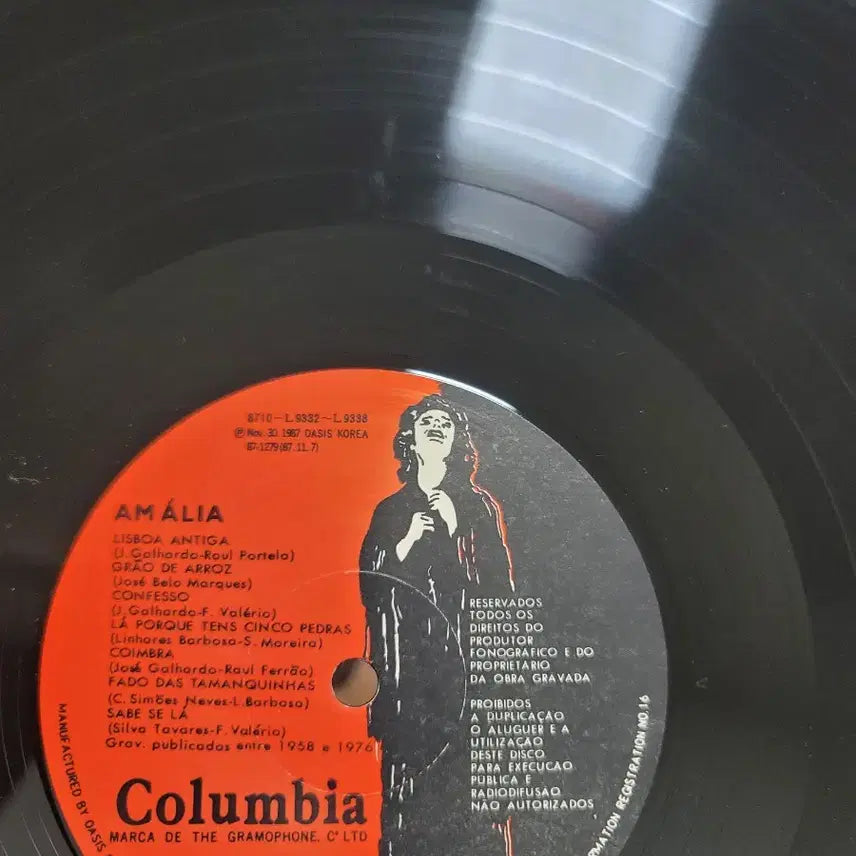 8710-L.9332-L.9338
Ⓟ Nov. 30. 1987 OASIS KOREA
87-1279(87.11.7)
AMÁLIA
LISBOA ANTIGA
(J. Galhardo-Raul Portela)
GRÃO DE ARROZ
(José Belo Marques)
CONFESSO
(J. Galhardo-F. Valério)
LÁ PORQUE TENS CINCO PEDRAS
(Linhares Barbosa-S. Moreira)
COIMBRA
(José Galhardo-Raul Ferrão)
FADO DAS TAMANQUINHAS
(C. Simões Neves-L. Barbosa)
SABE SE LÁ
(Silva Tavares-F. Valério)
Grav. publicadas entre 1958 e 1976
Columbia
MARCA DE THE GRAMOPHONE. Cº LTD
RESERVADOS
TODOS OS
DIREITOS DO
PRODUTOR
FONOGRÁFICO E DO
PROPRIETÁRIO
DA OBRA GRAVADA
PROIBIDOS
A DUPLICAÇÃO
O ALUGUER E A
UTILIZAÇÃO
DESTE DISCO
PARA EXECUCÃO
PÚBLICA E
RADIODIFUSÃO
NÃO AUTORIZADOS
MANUFACTURED BY OASIS
REGISTRATION NO.16